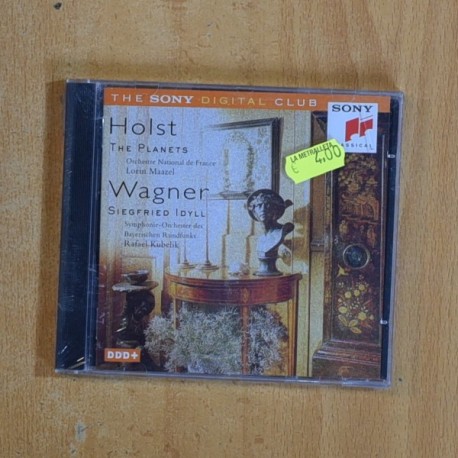 THE SONY DIGITAL CLUB
SONY
CLASSICAL
Holst
THE PLANETS
Orchestre National de France
Lorin Maazel
LA METRALLETA
€ 4.00
Wagner
SIEGFRIED IDYLL
Symphonie-Orchester des
Bayerischen Rundfunks
Rafael Kubelik
DDD+